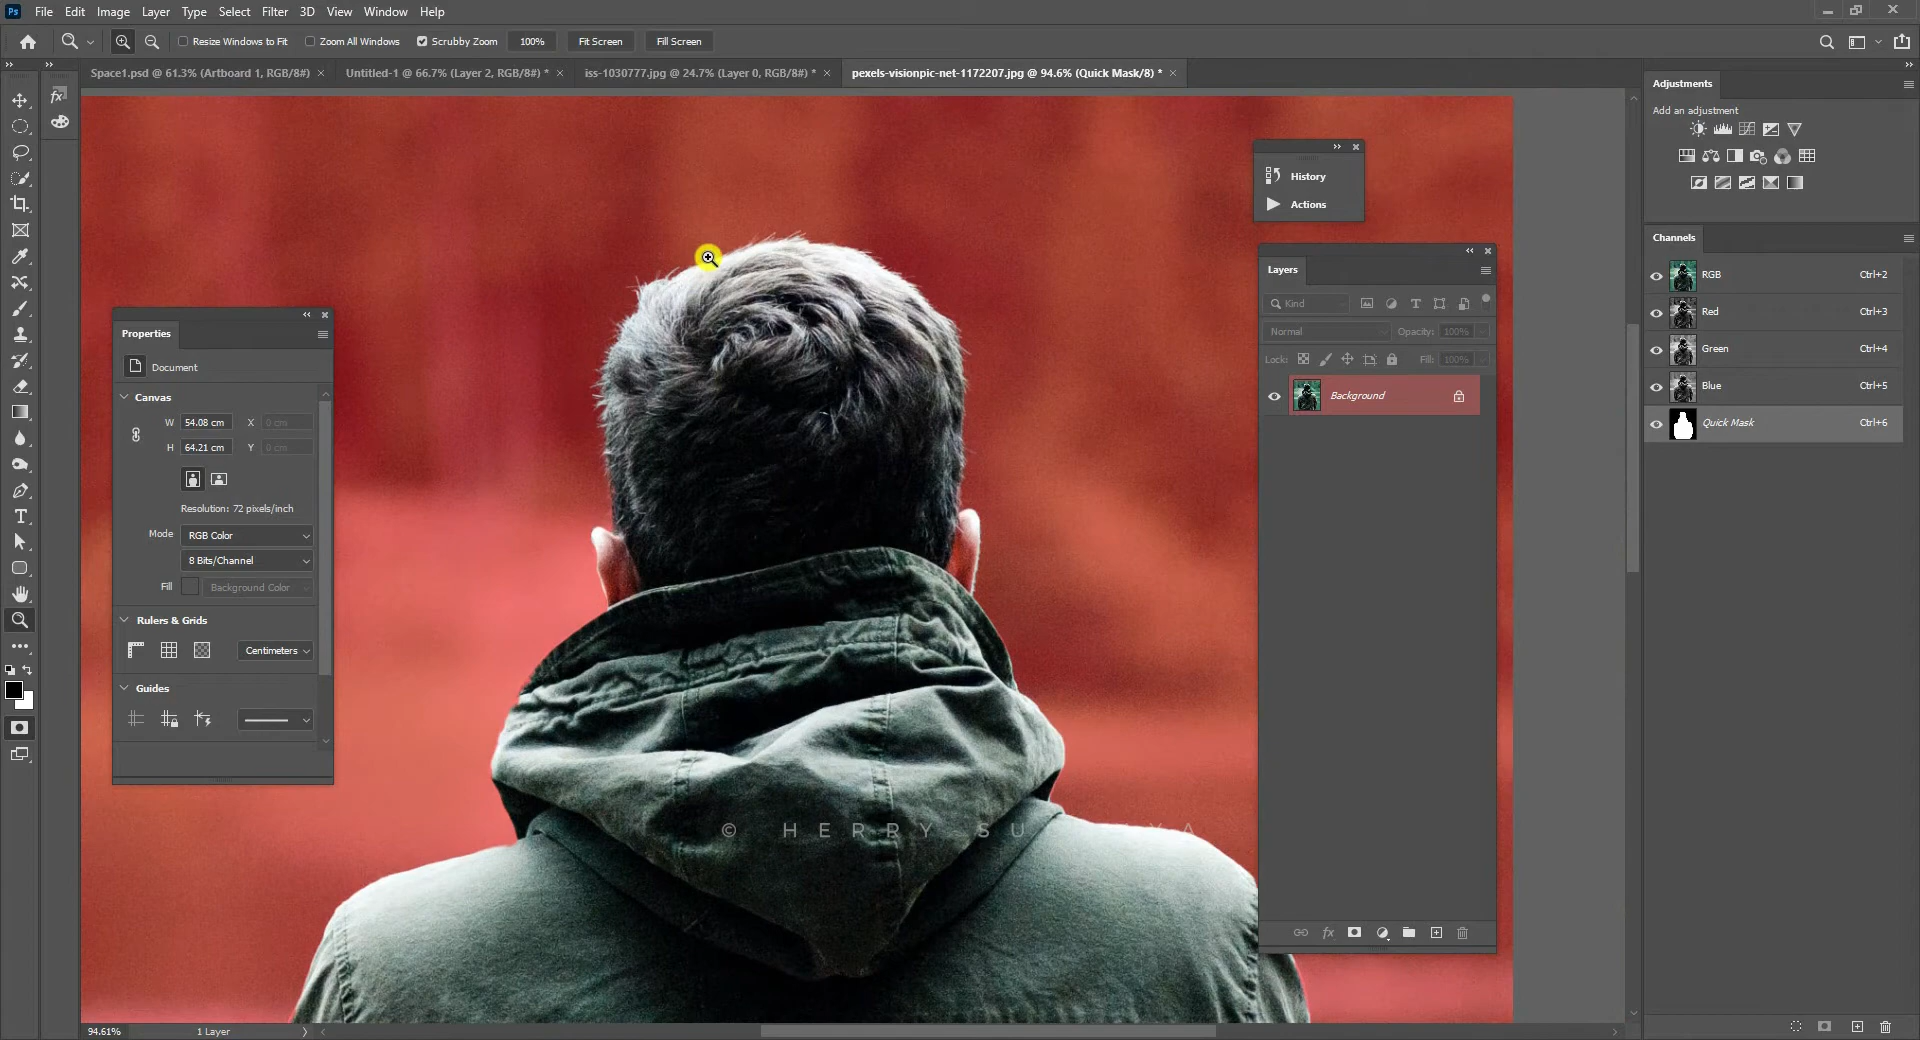 Ps File Edit Image Layer Type Select Filter 3D View Window Help
Resize Windows to Fit Zoom All Windows Scrubby Zoom 100% Fit Screen Fill Screen
Space1.psd @ 61.3% (Artboard 1, RGB/8#) × Untitled-1 @ 66.7% (Layer 2, RGB/8#) * × iss-1030777.jpg @ 24.7% (Layer 0, RGB/8#) * × pexels-visionpic-net-1172207.jpg @ 94.6% (Quick Mask/8) * ×
Properties
Document
Canvas
W 54.08 cm X 0 cm
H 64.21 cm Y 0 cm
Resolution: 72 pixels/inch
Mode RGB Color
8 Bits/Channel
Fill Background Color
Rulers & Grids
Centimeters
Guides
© HERRY SU YA
History
Actions
Layers
Kind
Normal Opacity: 100%
Lock: Fill: 100%
Background
fx
Adjustments
Add an adjustment
Channels
RGB Ctrl+2
Red Ctrl+3
Green Ctrl+4
Blue Ctrl+5
Quick Mask Ctrl+6
94.61% 1 Layer